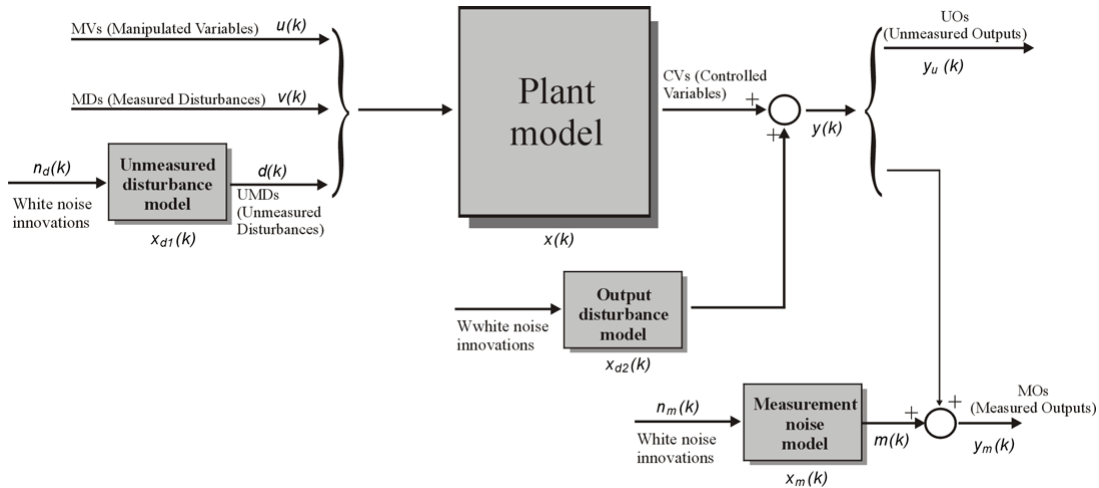 MVs (Manipulated Variables) u(k)
MDs (Measured Disturbances) v(k)
n_d(k)
White noise
innovations
Unmeasured
disturbance
model
x_d1(k)
d(k)
UMDs
(Unmeasured
Disturbances)
Plant
model
x(k)
CVs (Controlled
Variables)
+
+
y(k)
UOs
(Unmeasured Outputs)
y_u (k)
Wwhite noise
innovations
Output
disturbance
model
x_d2(k)
n_m(k)
White noise
innovations
Measurement
noise
model
x_m(k)
m(k)
+
+
MOs
(Measured Outputs)
y_m(k)